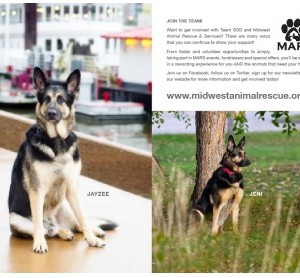 JOIN THE TEAM!
Want to get involved with Team GSD and Midwest
Animal Rescue & Services? There are many ways
that you can continue to show your support!
From foster and volunteer opportunities to simply
taking part in MARS events, fundraisers and special offers, you'll be
in a rewarding experience for you AND the animals that need your
Join us on Facebook, follow us on Twitter, sign up for our newsletter
our website for more information and get involved today!
www.midwestanimalrescue.o
MAR
JAYZEE
JENI